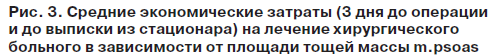 Рис. 3. Средние экономические затраты (3 дня до операции
и до выписки из стационара) на лечение хирургического
больного в зависимости от площади тощей массы m.psoas